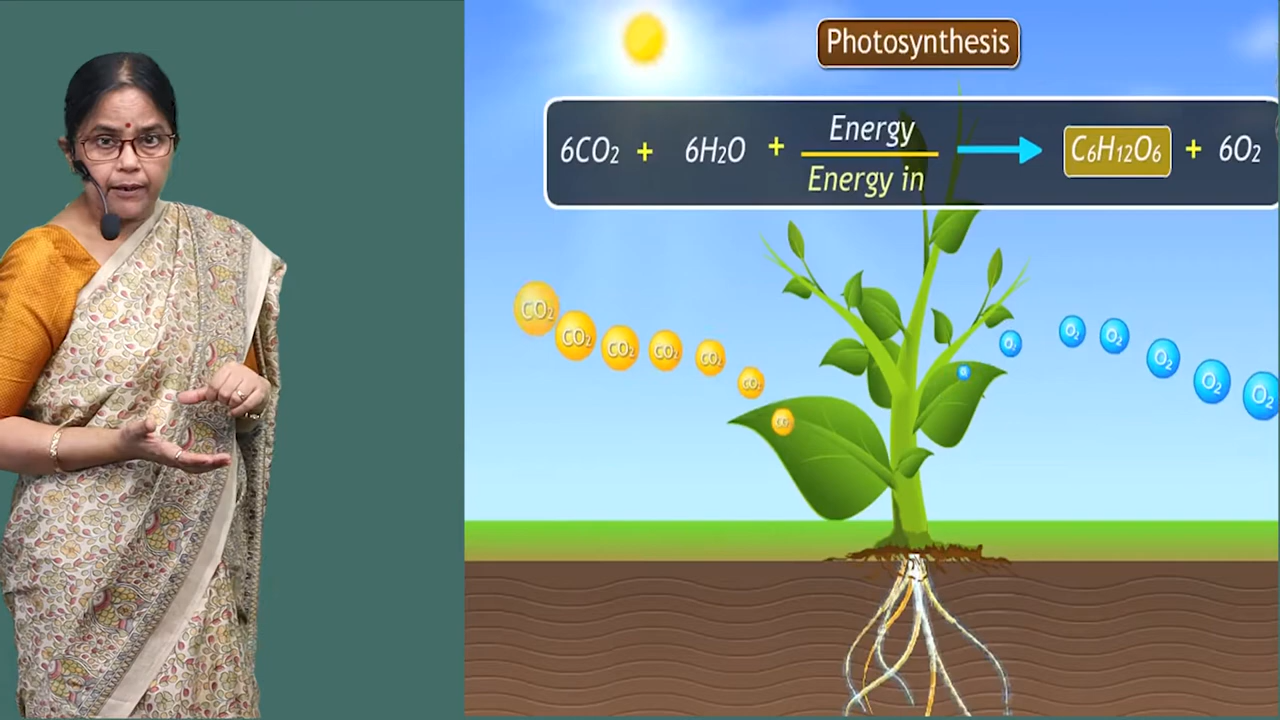 Photosynthesis
6CO₂ + 6H₂O + Energy → C₆H₁₂O₆ + 6O₂
Energy in
CO₂ CO₂ CO₂ CO₂ CO₂ CO₂
O₂ O₂ O₂ O₂ O₂ O₂